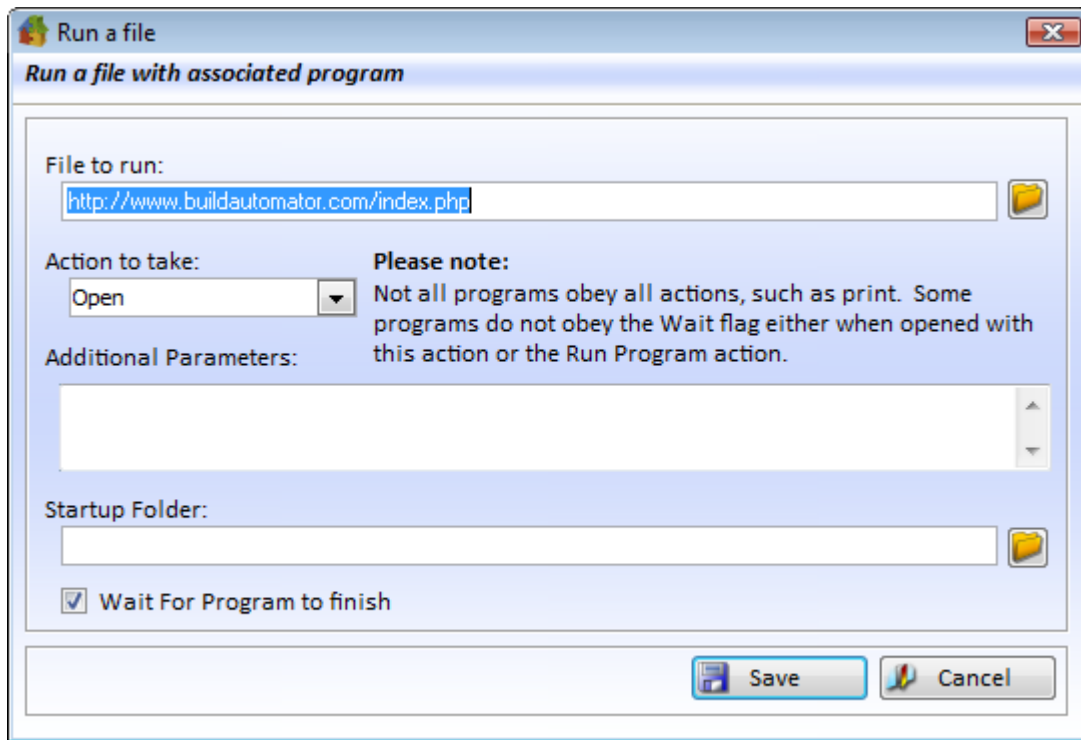 Run a file
Run a file with associated program
File to run:
http://www.buildautomator.com/index.php
Action to take:
Open
Please note:
Not all programs obey all actions, such as print.  Some
programs do not obey the Wait flag either when opened with
this action or the Run Program action.
Additional Parameters:
Startup Folder:
Wait For Program to finish
Save
Cancel